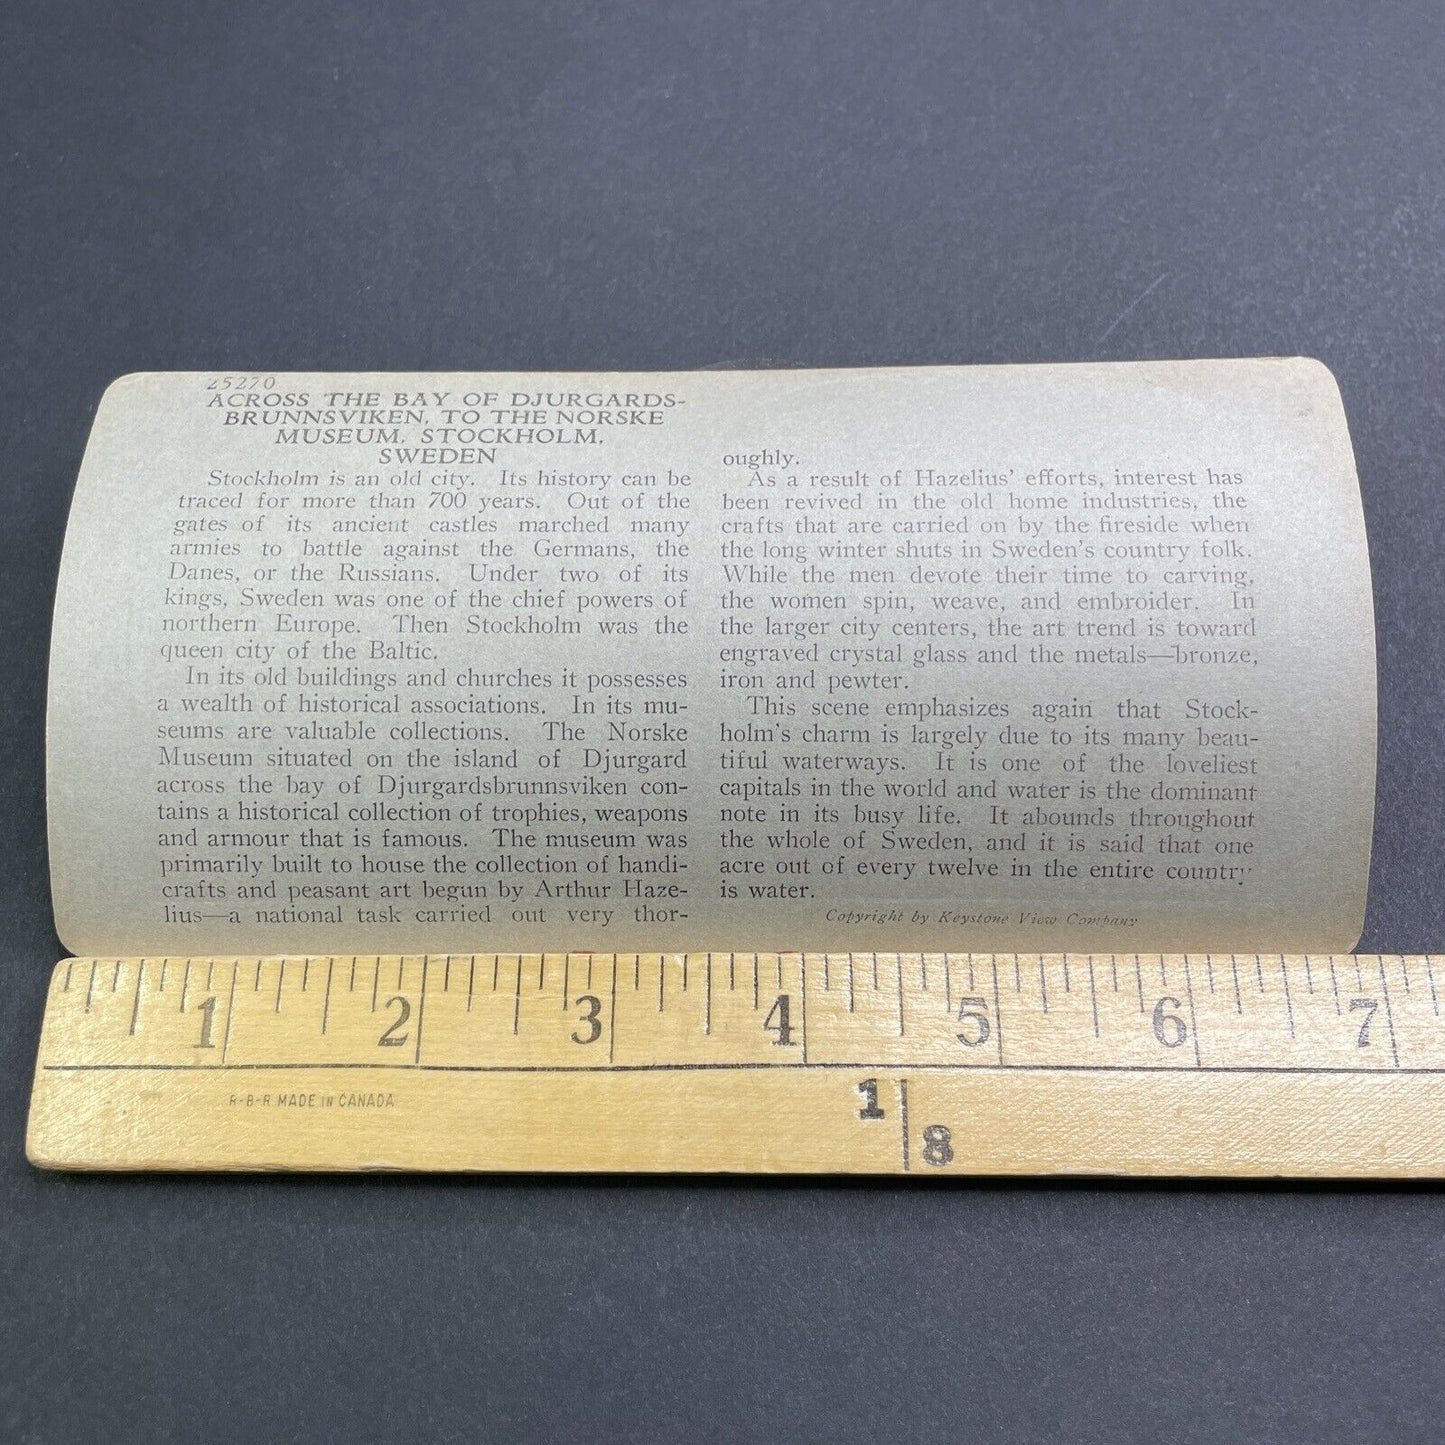 25270
ACROSS THE BAY OF DJURGARDS-
BRUNNSVIKEN, TO THE NORSKE
MUSEUM, STOCKHOLM,
SWEDEN
Stockholm is an old city. Its history can be
traced for more than 700 years. Out of the
gates of its ancient castles marched many
armies to battle against the Germans, the
Danes, or the Russians. Under two of its
kings, Sweden was one of the chief powers of
northern Europe. Then Stockholm was the
queen city of the Baltic.
In its old buildings and churches it possesses
a wealth of historical associations. In its mu-
seums are valuable collections. The Norske
Museum situated on the island of Djurgard
across the bay of Djurgardsbrunnsviken con-
tains a historical collection of trophies, weapons
and armour that is famous. The museum was
primarily built to house the collection of handi-
crafts and peasant art begun by Arthur Haze-
lius—a national task carried out very thor-
oughly.
As a result of Hazelius' efforts, interest has
been revived in the old home industries, the
crafts that are carried on by the fireside when
the long winter shuts in Sweden's country folk.
While the men devote their time to carving,
the women spin, weave, and embroider. In
the larger city centers, the art trend is toward
engraved crystal glass and the metals—bronze,
iron and pewter.
This scene emphasizes again that Stock-
holm's charm is largely due to its many beau-
tiful waterways. It is one of the loveliest
capitals in the world and water is the dominant
note in its busy life. It abounds throughout
the whole of Sweden, and it is said that one
acre out of every twelve in the entire country
is water.
Copyright by Keystone View Company
1 2 3 4 5 6 7
R-B-R MADE IN CANADA
1
8